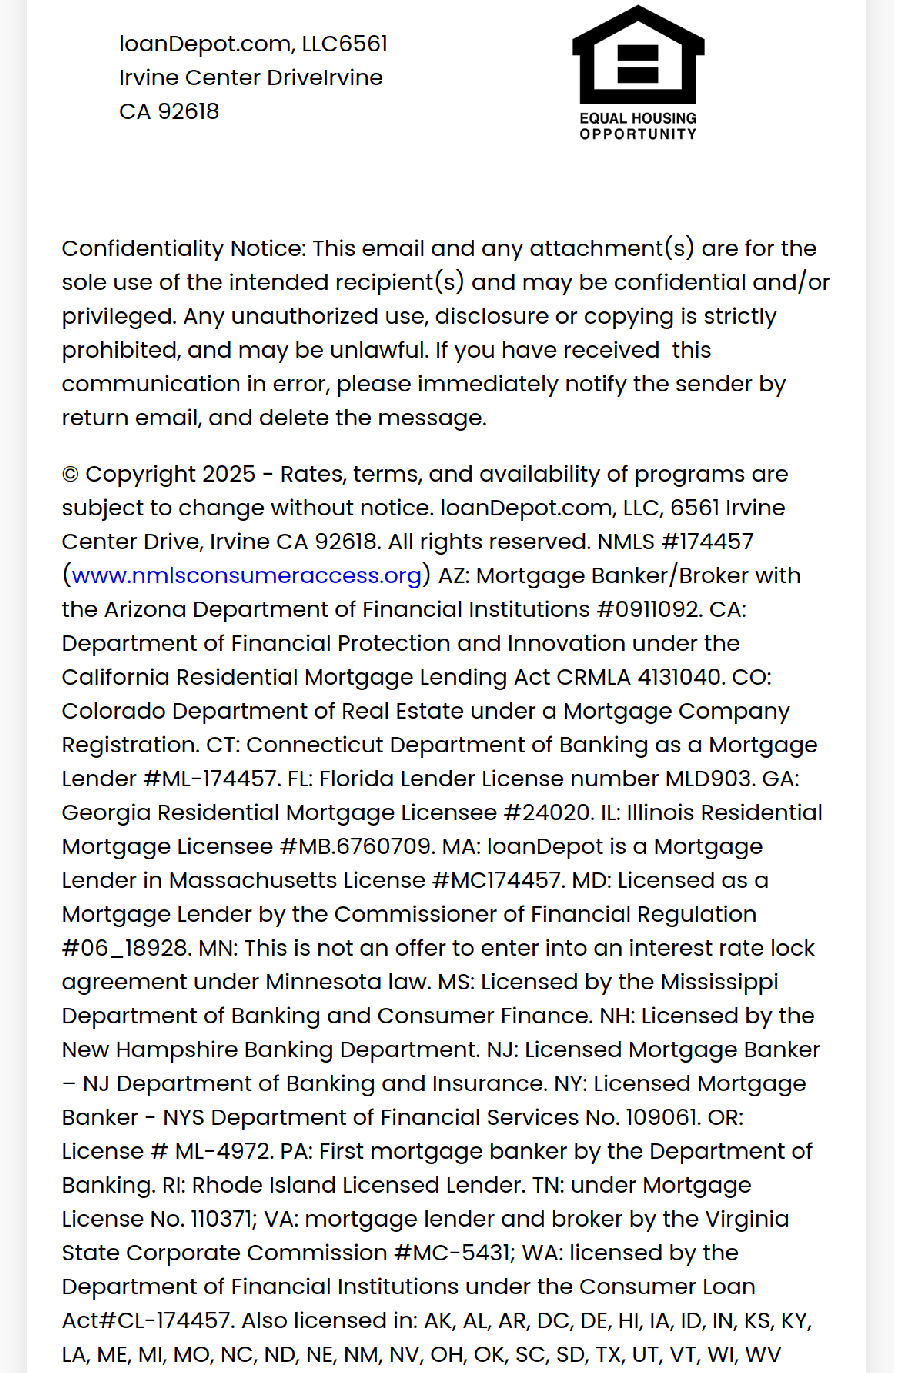 loanDepot.com, LLC6561
Irvine Center DriveIrvine
CA 92618
EQUAL HOUSING
OPPORTUNITY
Confidentiality Notice: This email and any attachment(s) are for the
sole use of the intended recipient(s) and may be confidential and/or
privileged. Any unauthorized use, disclosure or copying is strictly
prohibited, and may be unlawful. If you have received  this
communication in error, please immediately notify the sender by
return email, and delete the message.
© Copyright 2025 - Rates, terms, and availability of programs are
subject to change without notice. loanDepot.com, LLC, 6561 Irvine
Center Drive, Irvine CA 92618. All rights reserved. NMLS #174457
(www.nmlsconsumeraccess.org) AZ: Mortgage Banker/Broker with
the Arizona Department of Financial Institutions #0911092. CA:
Department of Financial Protection and Innovation under the
California Residential Mortgage Lending Act CRMLA 4131040. CO:
Colorado Department of Real Estate under a Mortgage Company
Registration. CT: Connecticut Department of Banking as a Mortgage
Lender #ML-174457. FL: Florida Lender License number MLD903. GA:
Georgia Residential Mortgage Licensee #24020. IL: Illinois Residential
Mortgage Licensee #MB.6760709. MA: loanDepot is a Mortgage
Lender in Massachusetts License #MC174457. MD: Licensed as a
Mortgage Lender by the Commissioner of Financial Regulation
#06_18928. MN: This is not an offer to enter into an interest rate lock
agreement under Minnesota law. MS: Licensed by the Mississippi
Department of Banking and Consumer Finance. NH: Licensed by the
New Hampshire Banking Department. NJ: Licensed Mortgage Banker
– NJ Department of Banking and Insurance. NY: Licensed Mortgage
Banker - NYS Department of Financial Services No. 109061. OR:
License # ML-4972. PA: First mortgage banker by the Department of
Banking. RI: Rhode Island Licensed Lender. TN: under Mortgage
License No. 110371; VA: mortgage lender and broker by the Virginia
State Corporate Commission #MC-5431; WA: licensed by the
Department of Financial Institutions under the Consumer Loan
Act#CL-174457. Also licensed in: AK, AL, AR, DC, DE, HI, IA, ID, IN, KS, KY,
LA, ME, MI, MO, NC, ND, NE, NM, NV, OH, OK, SC, SD, TX, UT, VT, WI, WV